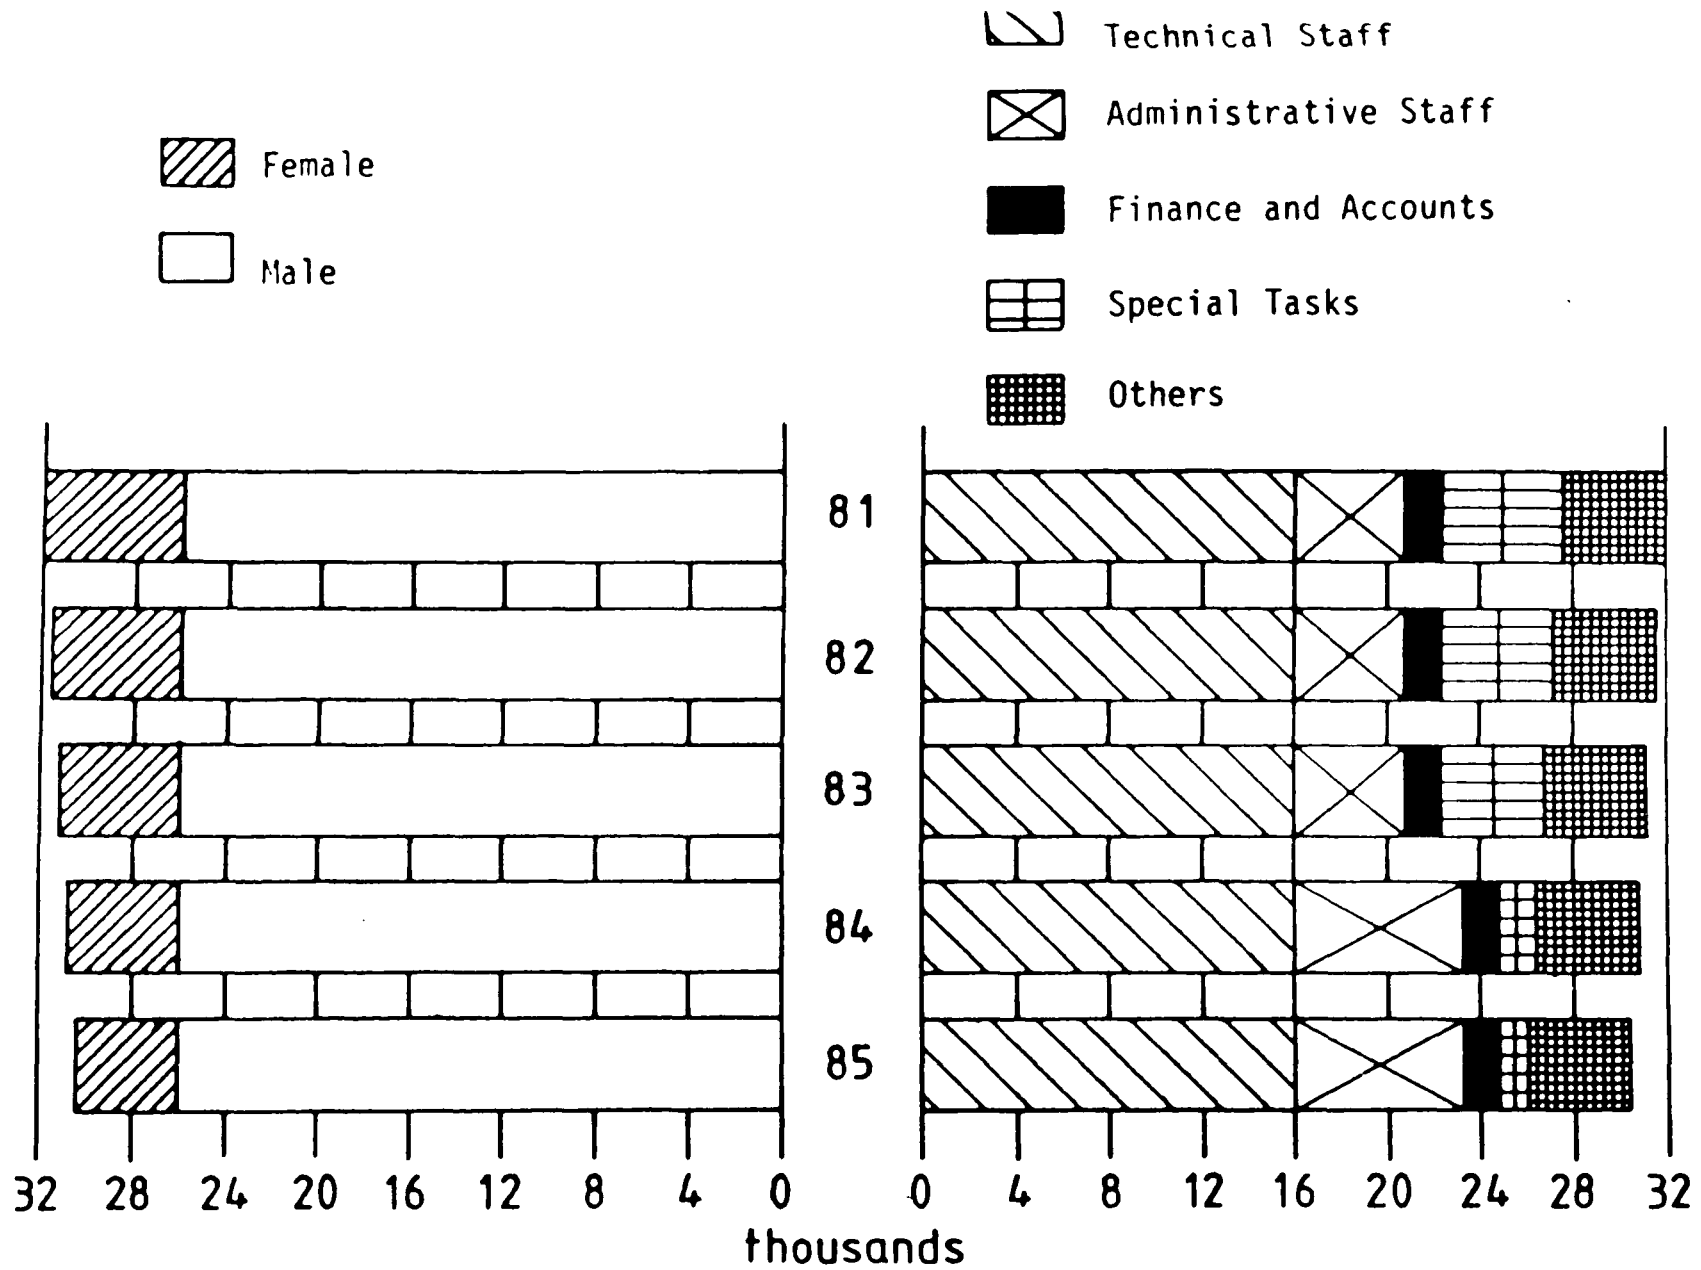 Technical Staff
Administrative Staff
Female
Finance and Accounts
Male
Special Tasks
Others
81
82
83
84
85
32 28 24 20 16 12 8 4 0 0 4 8 12 16 20 24 28 32
thousands